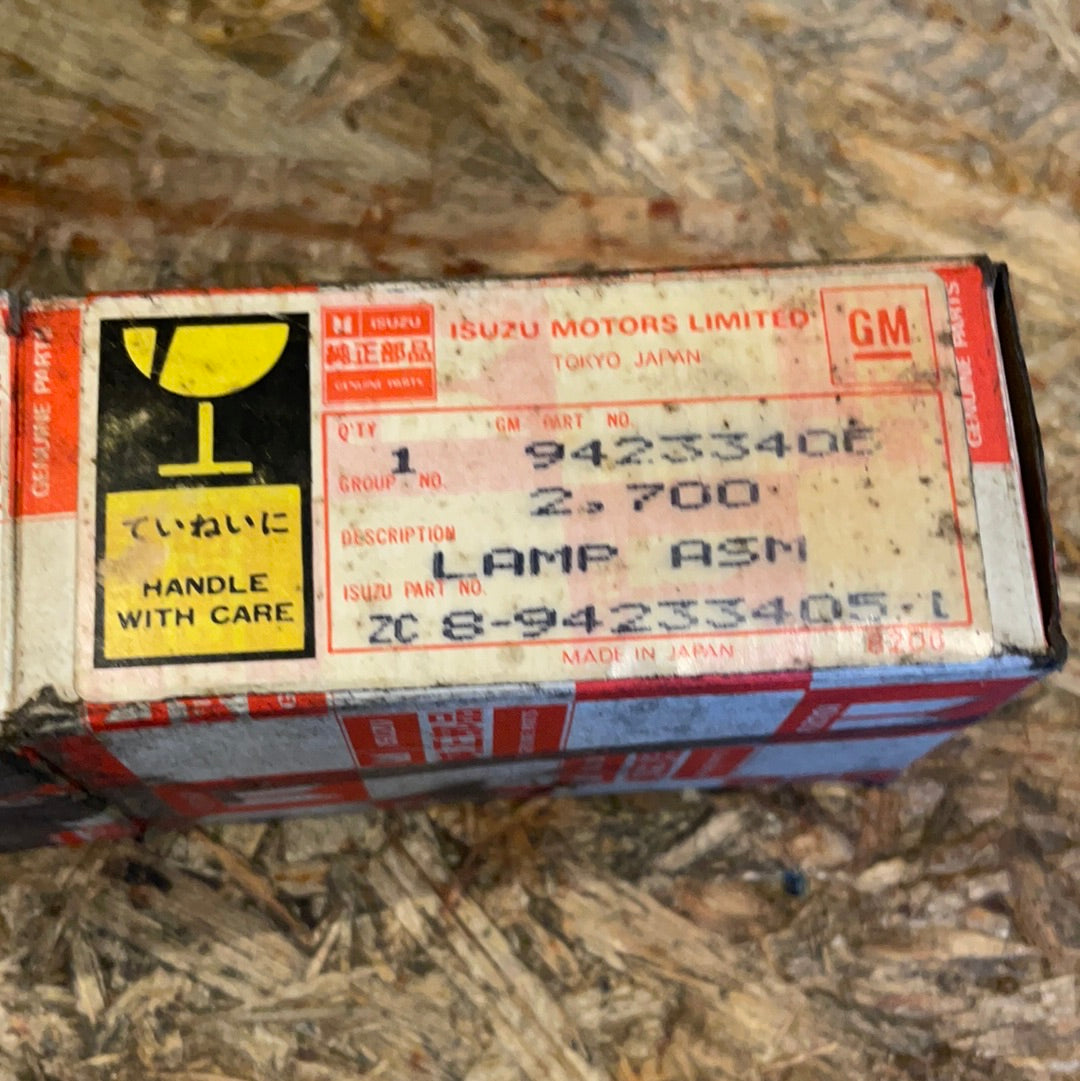 GENUINE PARTS
ていねいに
HANDLE
WITH CARE
ISUZU
純正部品
GENUINE PARTS
ISUZU MOTORS LIMITED
TOKYO JAPAN
GM
Q'TY
GM PART NO.
1
GROUP NO.
2,700
DESCRIPTION
LAMP ASM
ISUZU PART NO.
ZC 8-94233405-1
MADE IN JAPAN
GENUINE PARTS